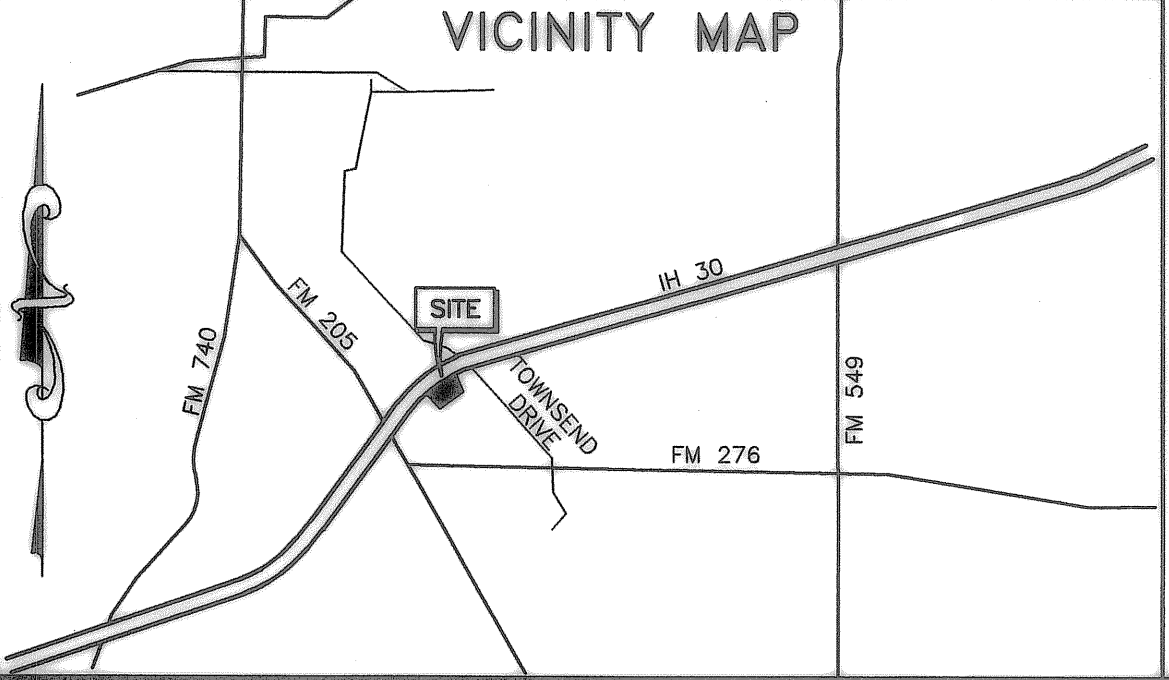 VICINITY MAP
IH 30
FM 205
SITE
FM 740
TOWNSEND
DRIVE
FM 549
FM 276